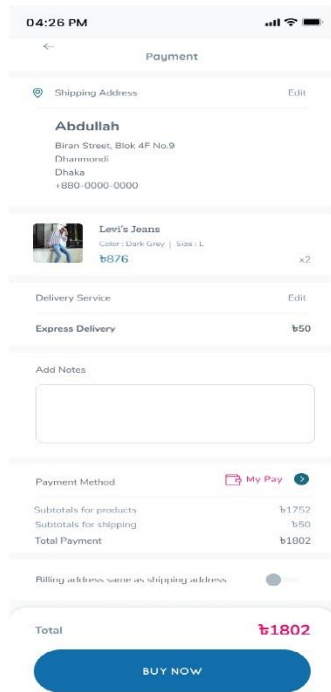 04:26 PM
Payment
Shipping Address Edit
Abdullah
Biran Street, Blok 4F No.9
Dhanmondi
Dhaka
+880-0000-0000
Levi's Jeans
Color : Dark Grey | Size : L
৳876 x2
Delivery Service Edit
Express Delivery ৳50
Add Notes
Payment Method My Pay
Subtotals for products ৳1752
Subtotals for shipping ৳50
Total Payment ৳1802
Billing address same as shipping address
Total ৳1802
BUY NOW